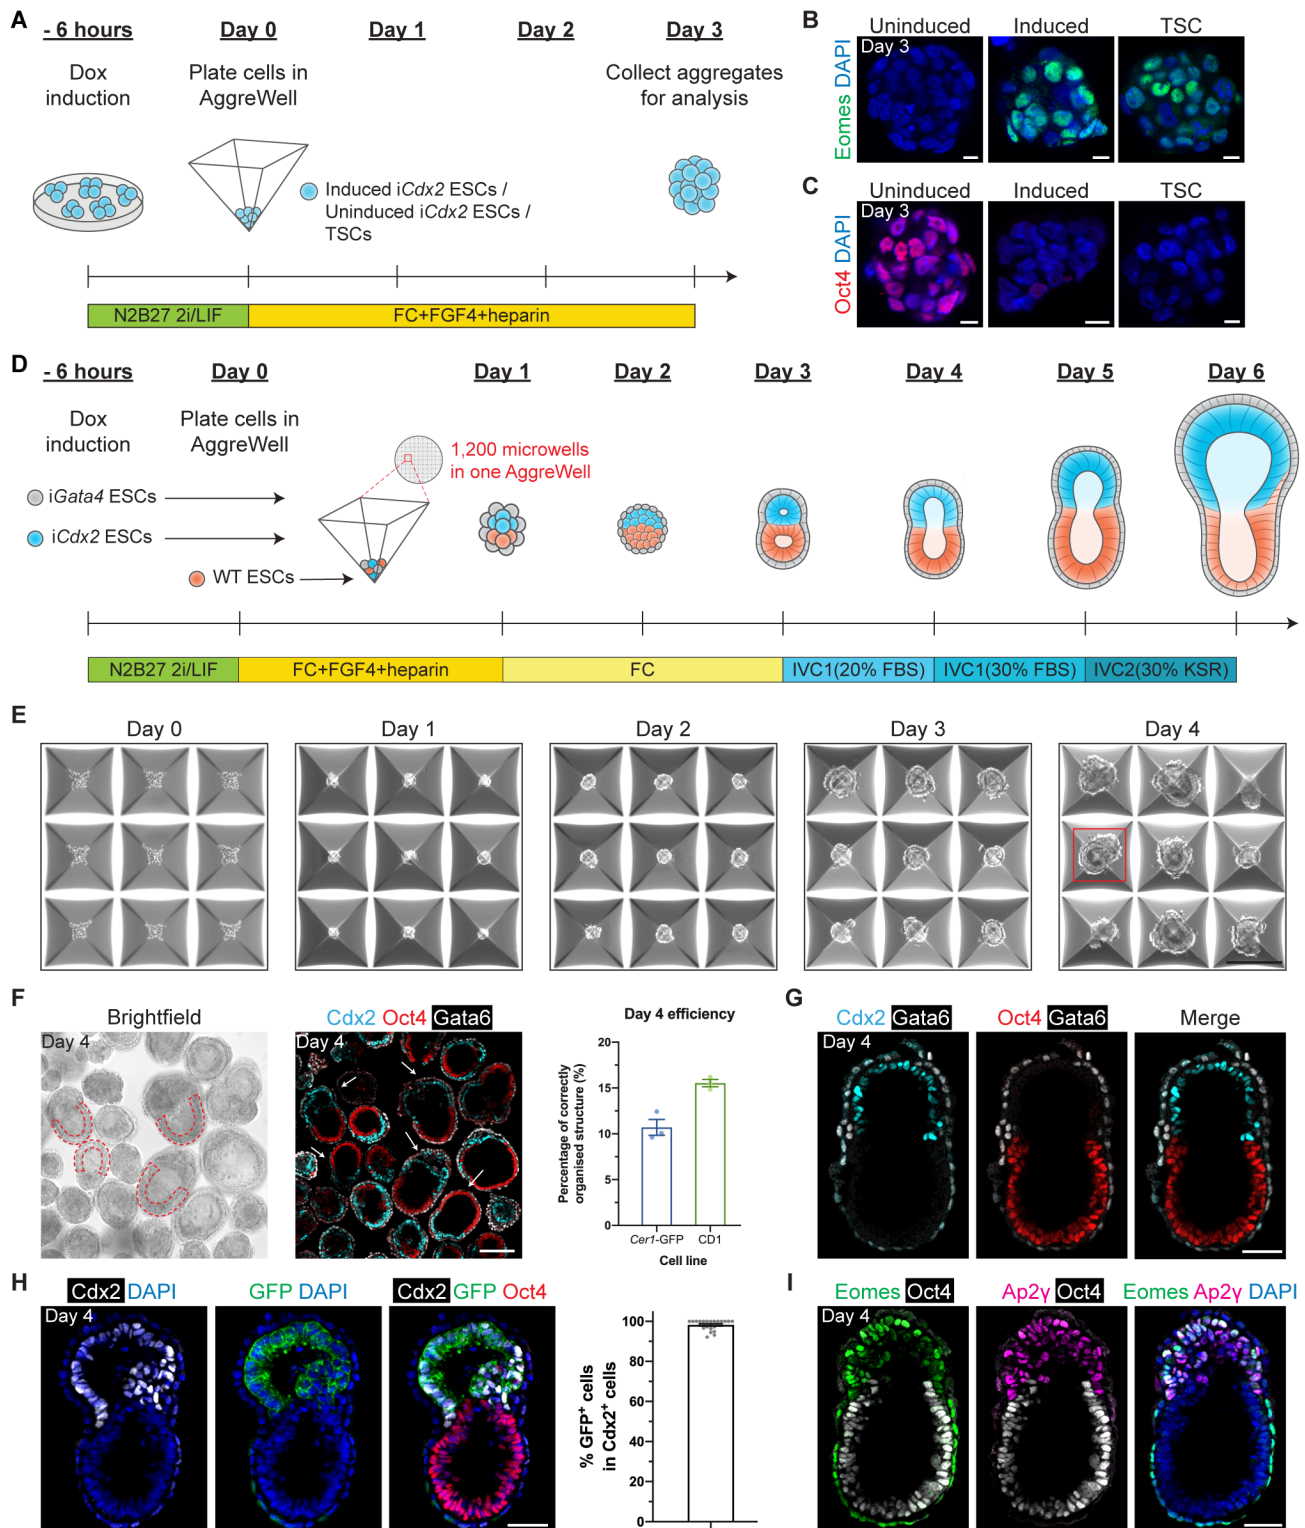 A
- 6 hours
Day 0
Day 1
Day 2
Day 3
Dox
induction
Plate cells in
AggreWell
Collect aggregates
for analysis
Induced iCdx2 ESCs /
Uninduced iCdx2 ESCs /
TSCs
N2B27 2i/LIF
FC+FGF4+heparin
B
Uninduced
Induced
TSC
Eomes DAPI
Day 3
C
Uninduced
Induced
TSC
Oct4 DAPI
Day 3
D
- 6 hours
Day 0
Day 1
Day 2
Day 3
Day 4
Day 5
Day 6
Dox
induction
Plate cells in
AggreWell
1,200 microwells
in one AggreWell
iGata4 ESCs
iCdx2 ESCs
WT ESCs
N2B27 2i/LIF
FC+FGF4+heparin
FC
IVC1(20% FBS)
IVC1(30% FBS)
IVC2(30% KSR)
E
Day 0
Day 1
Day 2
Day 3
Day 4
F
Brightfield
Day 4
Cdx2 Oct4 Gata6
Day 4
Day 4 efficiency
Percentage of correctly
organised structure (%)
20
15
10
5
0
Cer1-GFP
CD1
Cell line
G
Cdx2 Gata6
Oct4 Gata6
Merge
Day 4
H
Cdx2 DAPI
GFP DAPI
Cdx2 GFP Oct4
Day 4
% GFP⁺ cells
in Cdx2⁺ cells
100
80
60
40
20
0
I
Eomes Oct4
Ap2γ Oct4
Eomes Ap2γ DAPI
Day 4